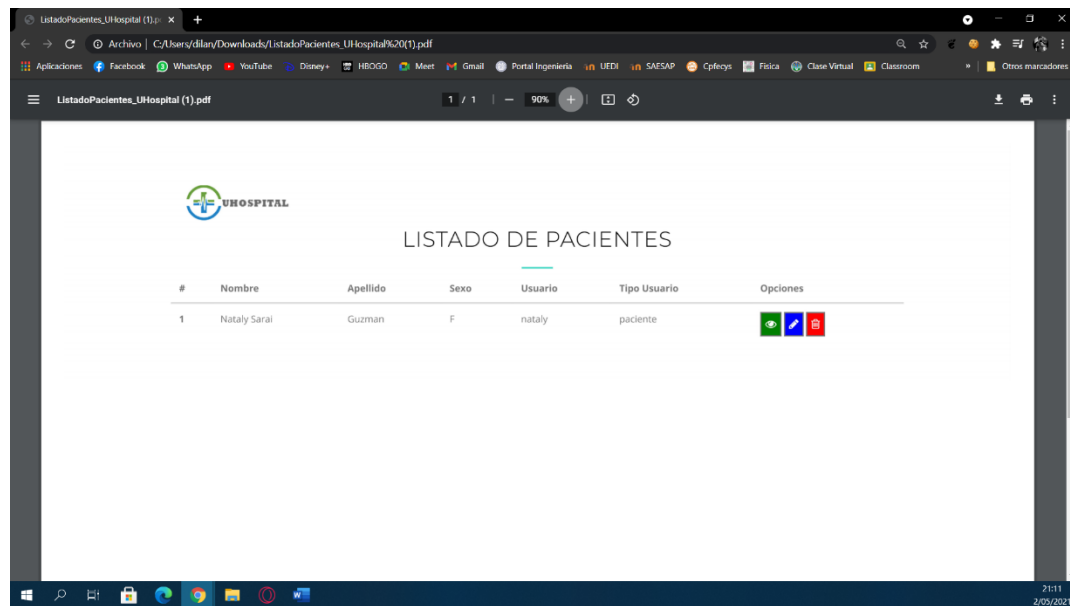 ListadoPacientes_UHospital (1).p
Archivo | C:/Users/dilan/Downloads/ListadoPacientes_UHospital%20(1).pdf
Aplicaciones Facebook WhatsApp YouTube Disney+ HBOGO Meet Gmail Portal Ingenieria UEDI SAESAP Cpfecys Fisica Clase Virtual Classroom » Otros marcadores
ListadoPacientes_UHospital (1).pdf 1 / 1 90%
UHOSPITAL
LISTADO DE PACIENTES
# Nombre Apellido Sexo Usuario Tipo Usuario Opciones
1 Nataly Sarai Guzman F nataly paciente
21:11
2/05/2021